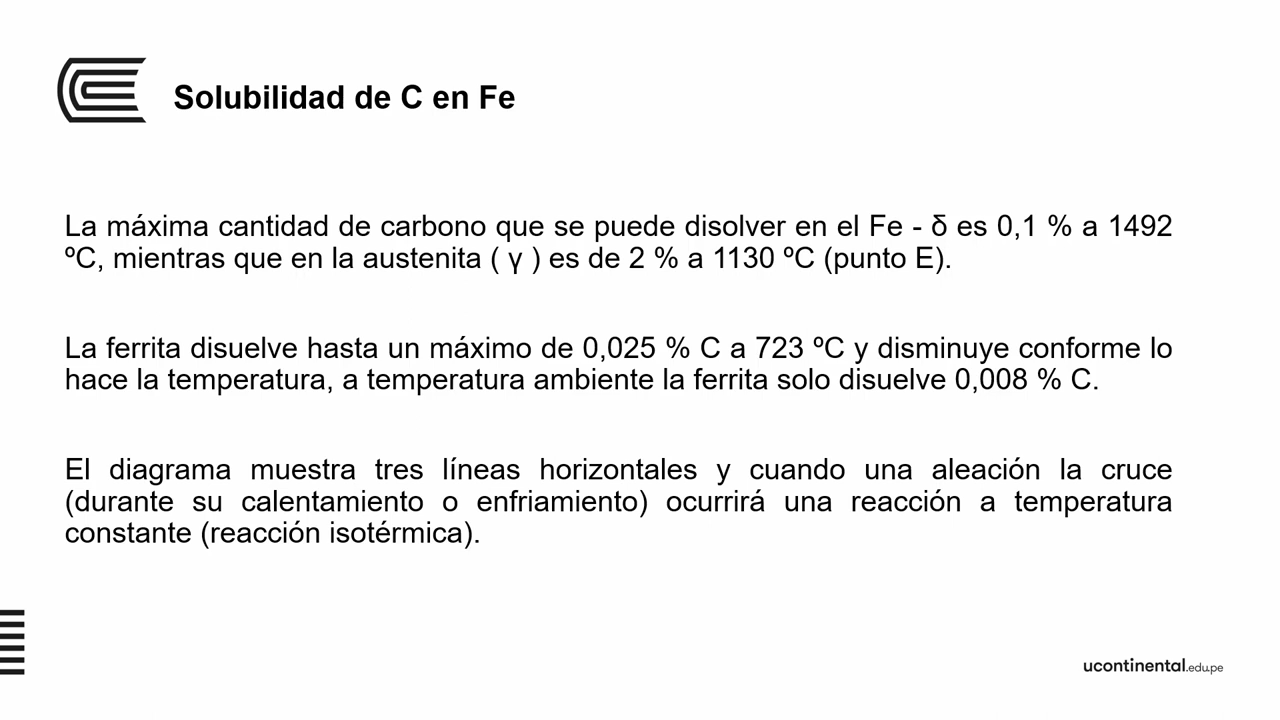 Solubilidad de C en Fe
La máxima cantidad de carbono que se puede disolver en el Fe - δ es 0,1 % a 1492
ºC, mientras que en la austenita ( γ ) es de 2 % a 1130 ºC (punto E).
La ferrita disuelve hasta un máximo de 0,025 % C a 723 ºC y disminuye conforme lo
hace la temperatura, a temperatura ambiente la ferrita solo disuelve 0,008 % C.
El diagrama muestra tres líneas horizontales y cuando una aleación la cruce
(durante su calentamiento o enfriamiento) ocurrirá una reacción a temperatura
constante (reacción isotérmica).
ucontinental.edu.pe